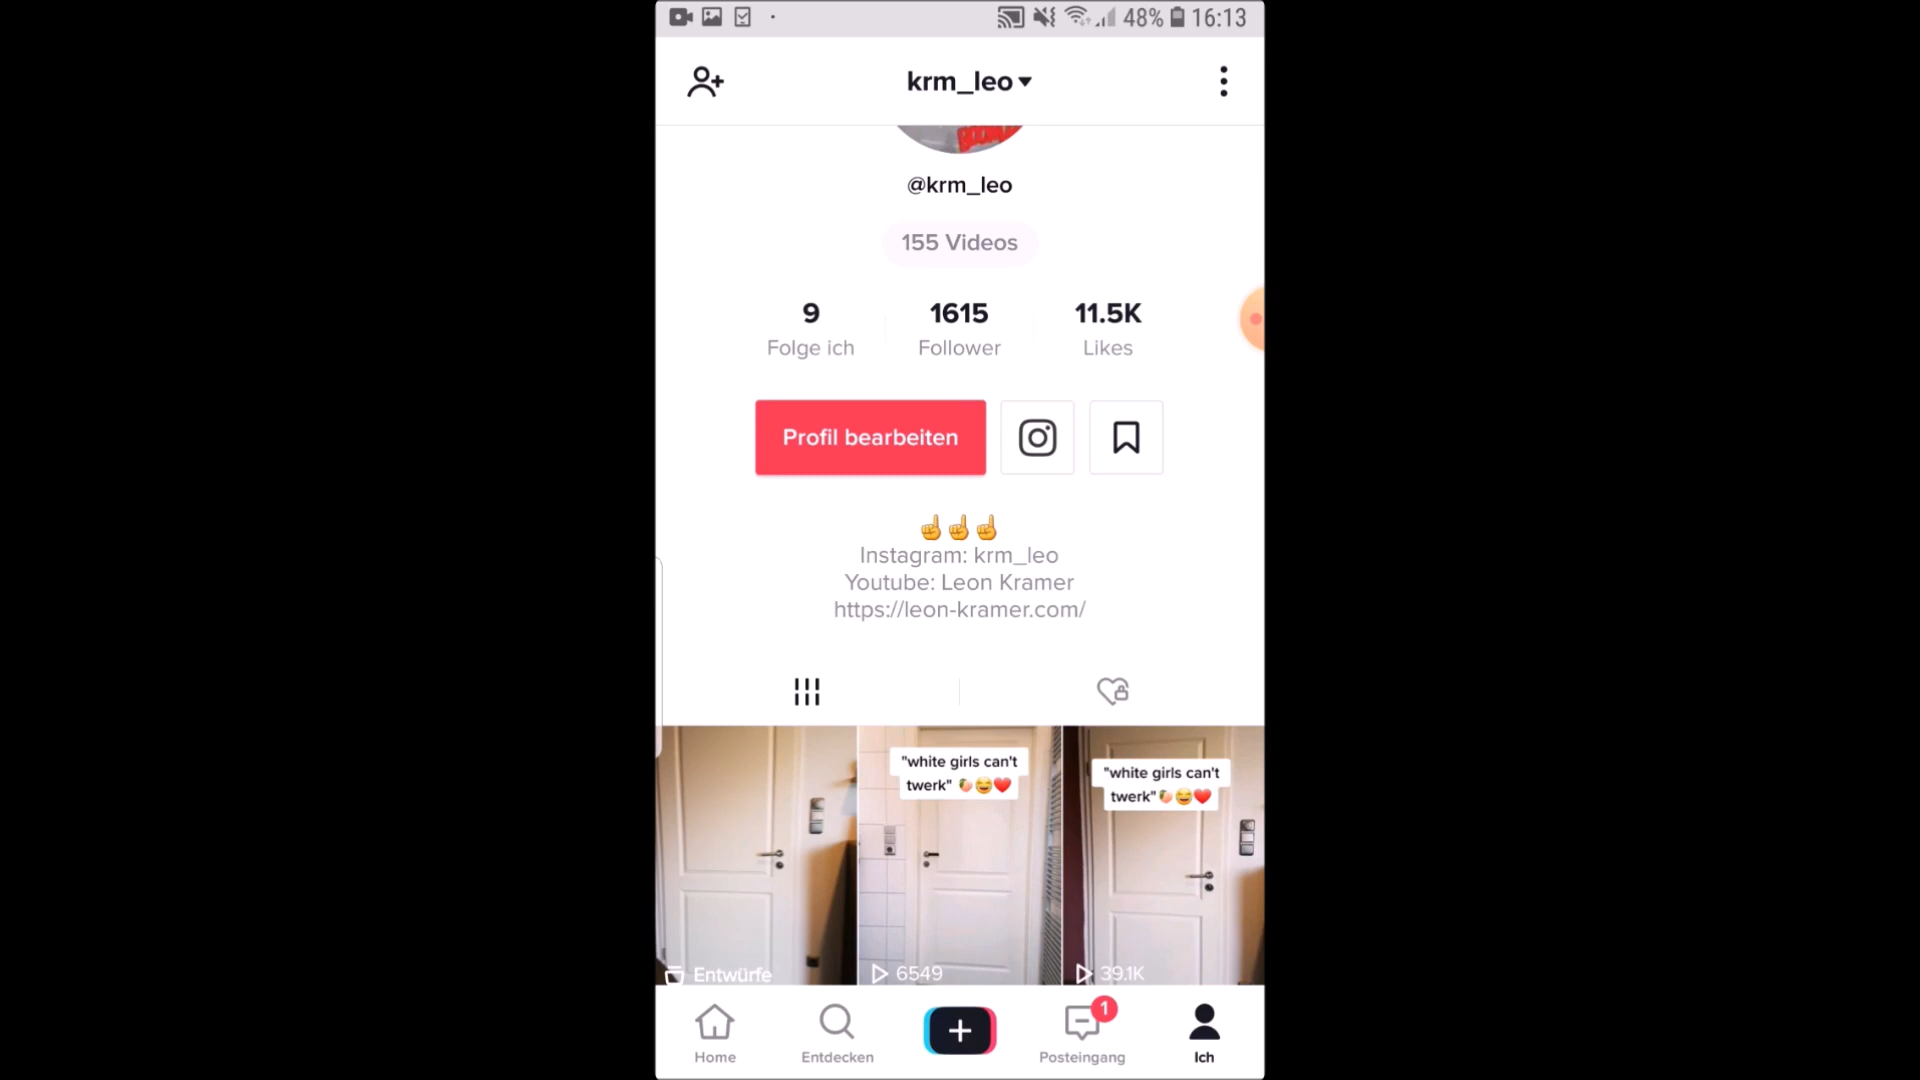 48% 16:13
krm_leo
@krm_leo
155 Videos
9 1615 11.5K
Folge ich Follower Likes
Profil bearbeiten
☝☝☝
Instagram: krm_leo
Youtube: Leon Kramer
https://leon-kramer.com/
"white girls can't
twerk" 🍑😂❤️
"white girls can't
twerk"🍑😂❤️
Entwürfe 6549 39.1K
1
Home Entdecken Posteingang Ich